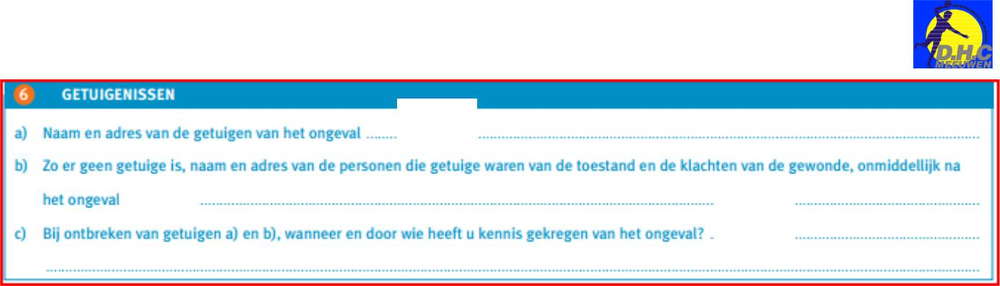 D.H.C
MEEUWEN
6 GETUIGENISSEN
a) Naam en adres van de getuigen van het ongeval ........ ........................................................................
b) Zo er geen getuige is, naam en adres van de personen die getuige waren van de toestand en de klachten van de gewonde, onmiddellijk na
het ongeval ........................................................................ ........................................
c) Bij ontbreken van getuigen a) en b), wanneer en door wie heeft u kennis gekregen van het ongeval? .. ........................................
........................................................................